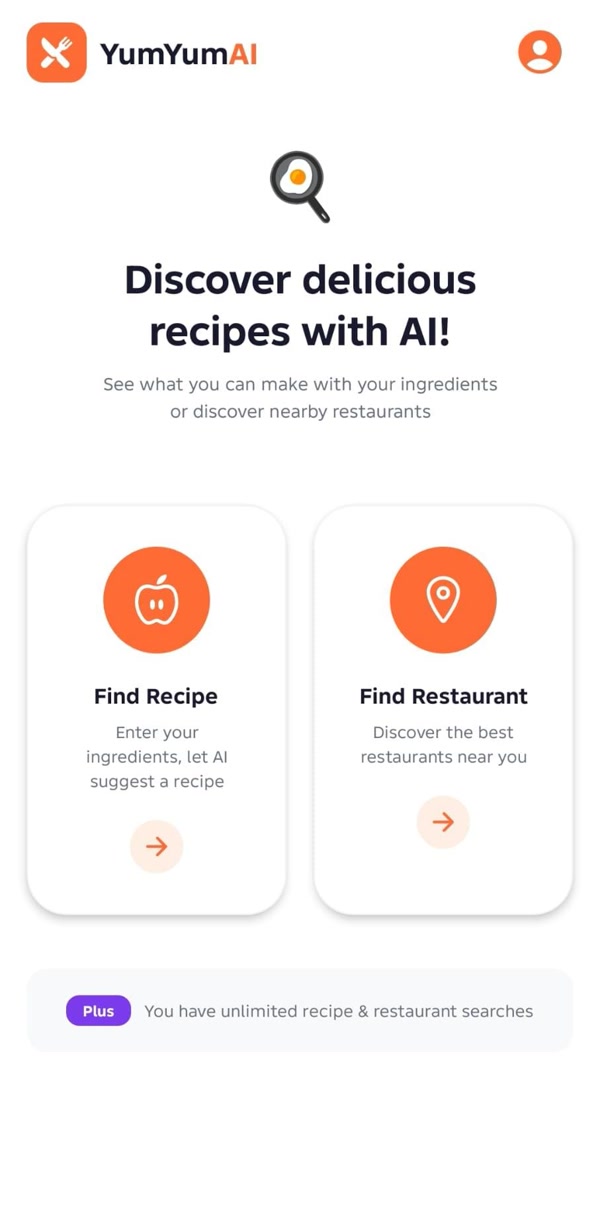 YumYumAI
Discover delicious
recipes with AI!
See what you can make with your ingredients
or discover nearby restaurants
Find Recipe
Enter your
ingredients, let AI
suggest a recipe
Find Restaurant
Discover the best
restaurants near you
Plus You have unlimited recipe & restaurant searches